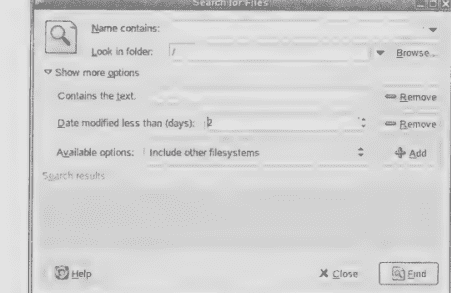 Search for Files
Name contains:
Look in folder: / Browse...
Show more options
Contains the text. Remove
Date modified less than (days): 2 Remove
Available options: Include other filesystems Add
Search results
Help Close Find